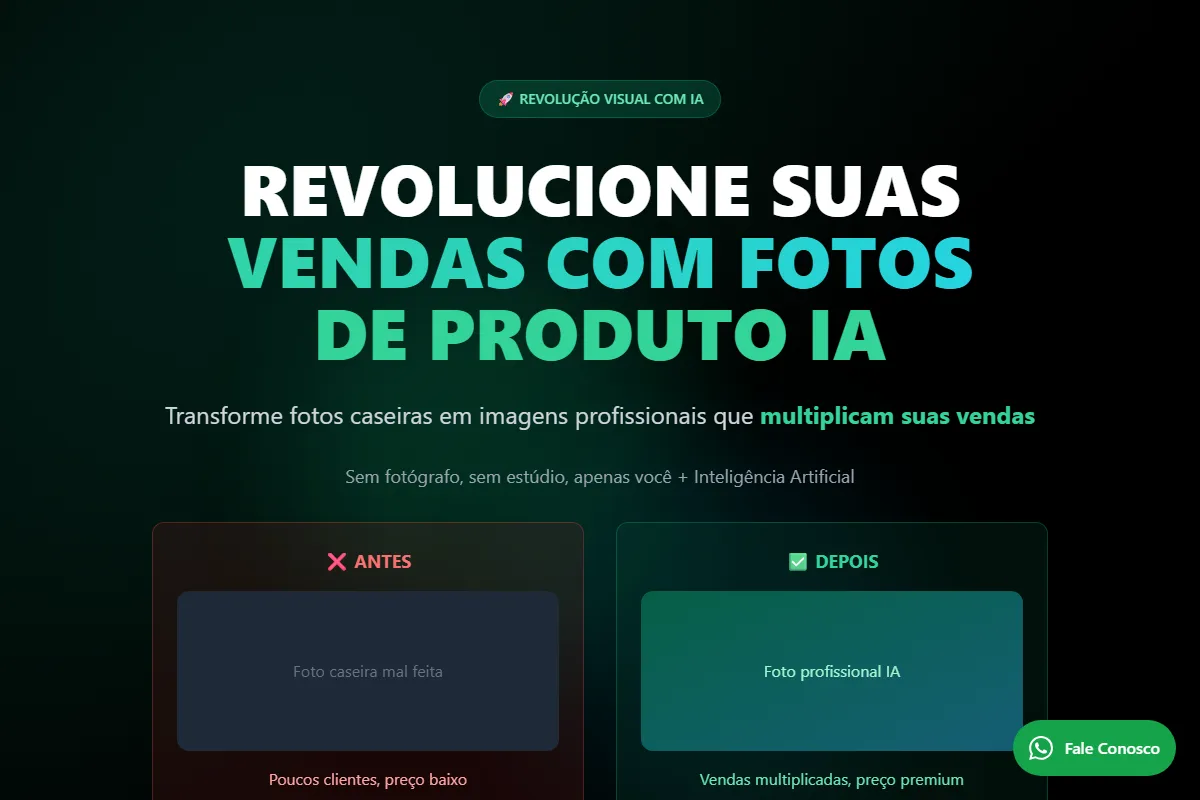 🚀 REVOLUÇÃO VISUAL COM IA
REVOLUCIONE SUAS
VENDAS COM FOTOS
DE PRODUTO IA
Transforme fotos caseiras em imagens profissionais que multiplicam suas vendas
Sem fotógrafo, sem estúdio, apenas você + Inteligência Artificial
❌ ANTES
Foto caseira mal feita
Poucos clientes, preço baixo
✅ DEPOIS
Foto profissional IA
Vendas multiplicadas, preço premium
Fale Conosco